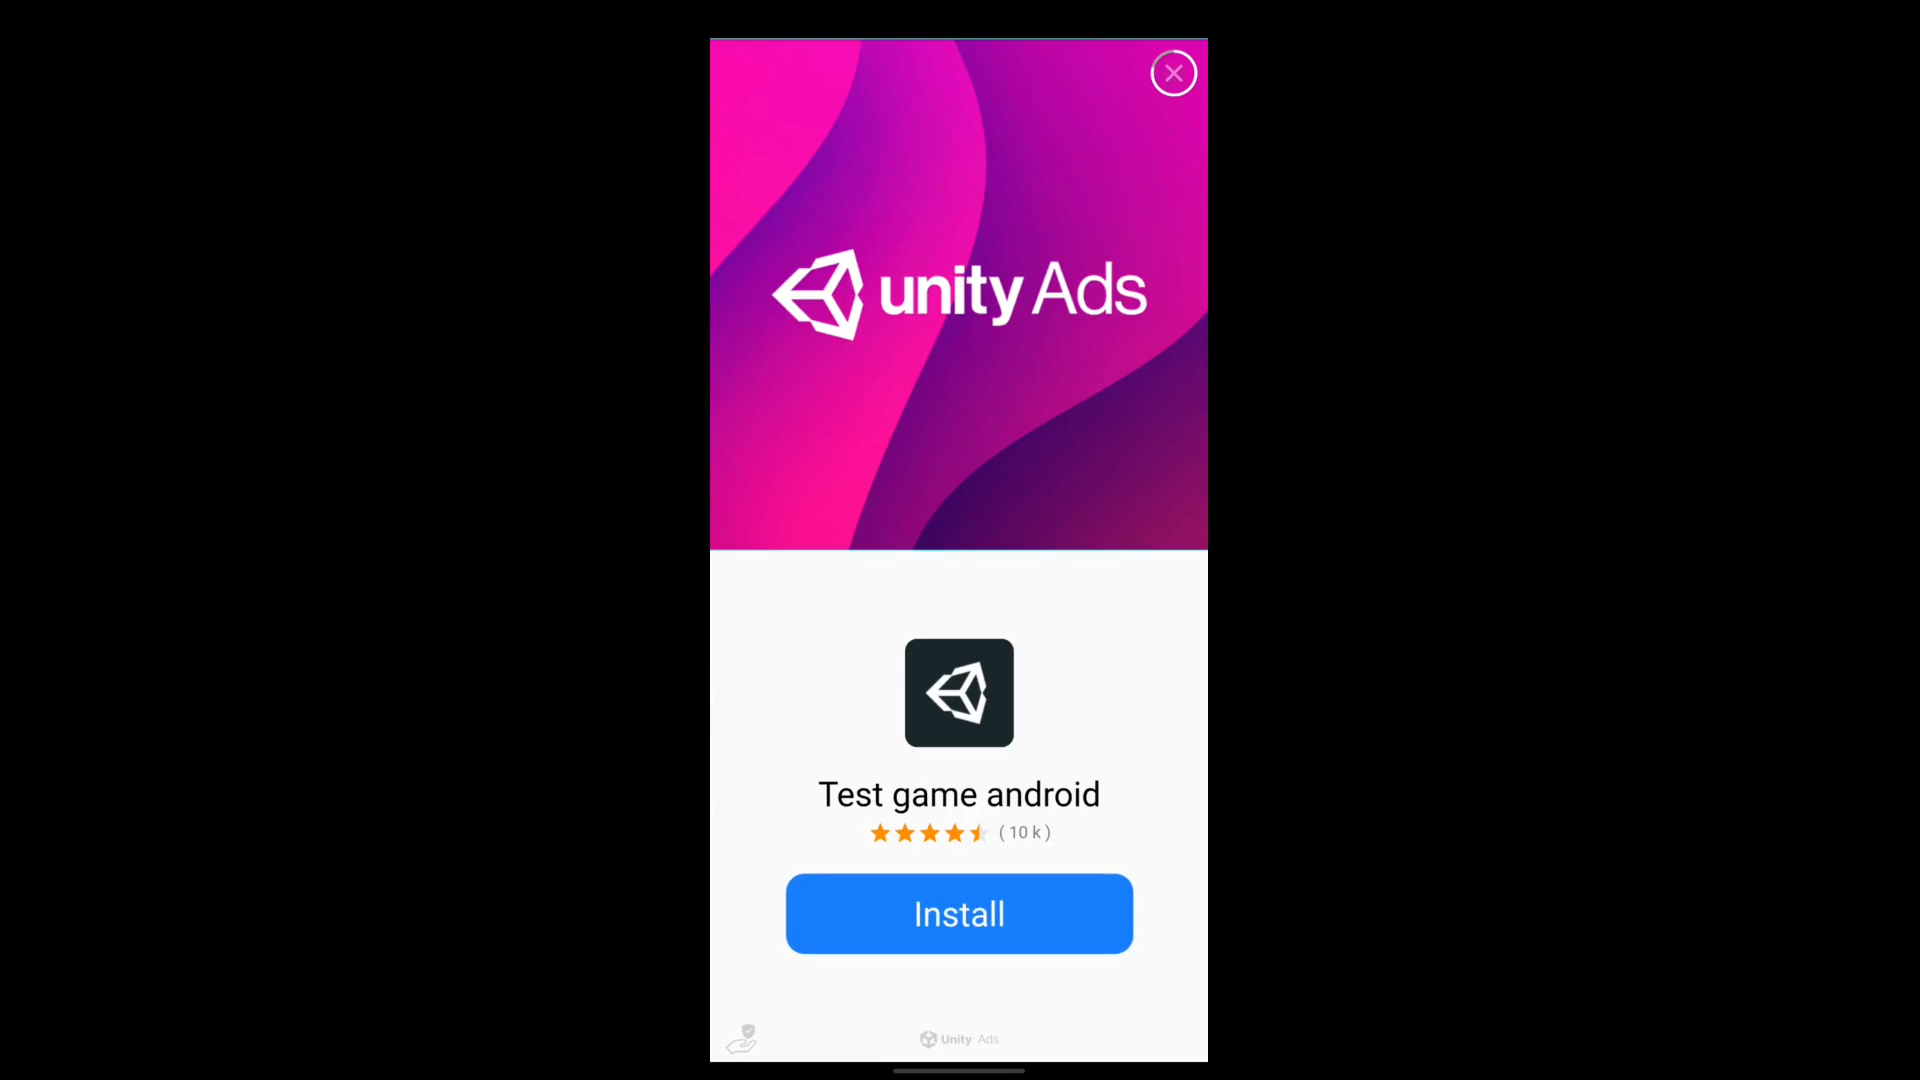 unity Ads
Test game android
( 10 k )
Install
Unity Ads